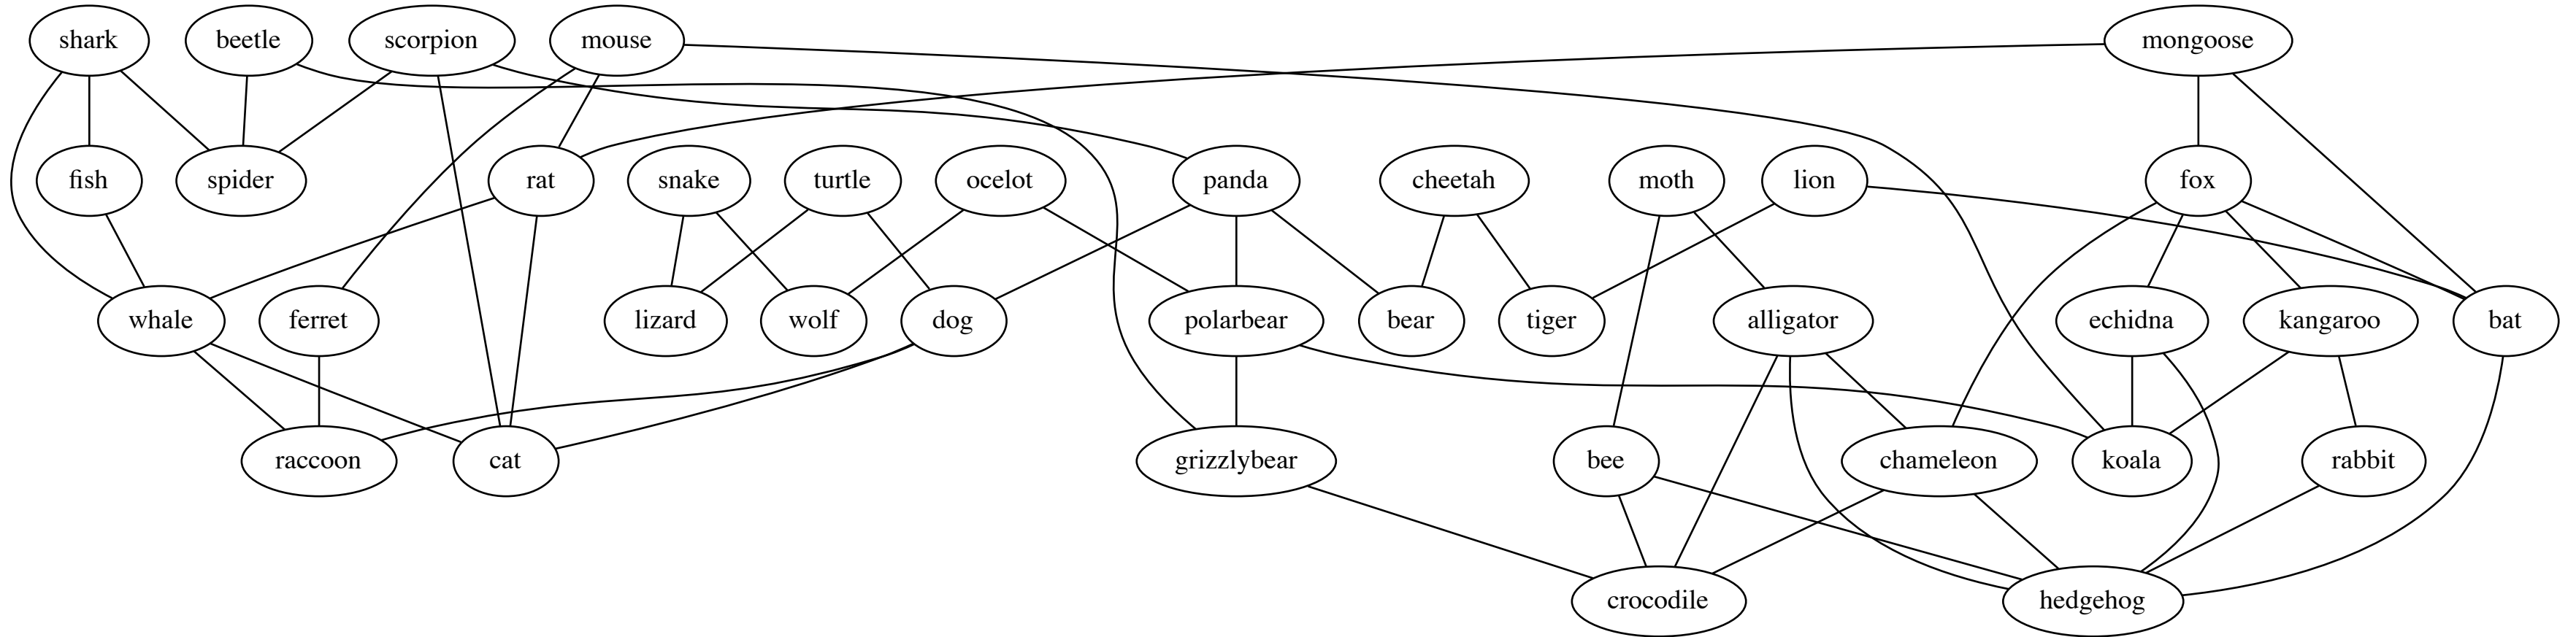 shark beetle scorpion mouse mongoose
fish spider rat snake turtle ocelot panda cheetah moth lion fox
whale ferret lizard wolf dog polarbear bear tiger alligator echidna kangaroo bat
raccoon cat grizzlybear bee chameleon koala rabbit
crocodile hedgehog